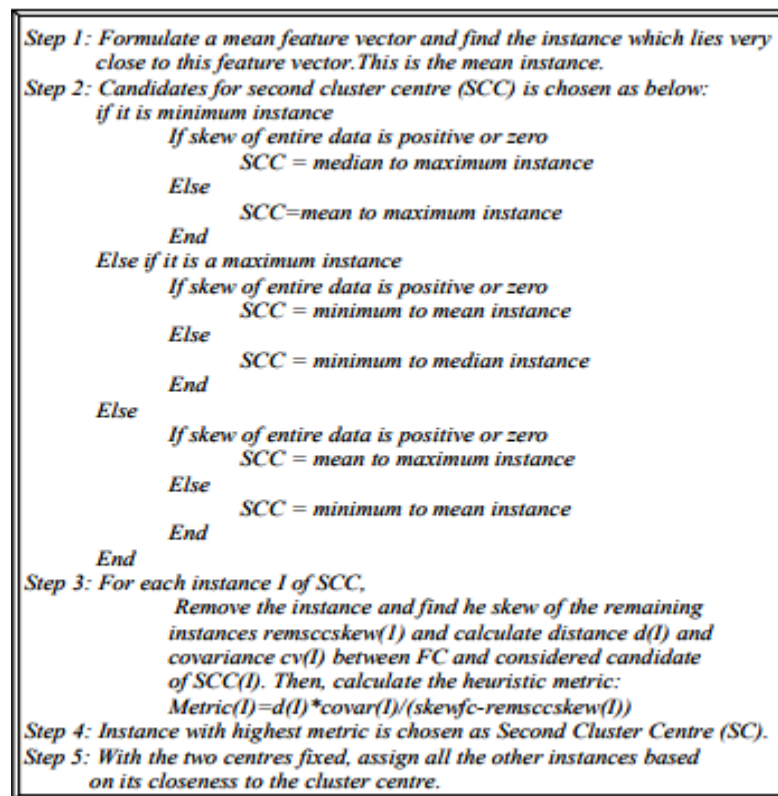 Step 1: Formulate a mean feature vector and find the instance which lies very
close to this feature vector.This is the mean instance.
Step 2: Candidates for second cluster centre (SCC) is chosen as below:
if it is minimum instance
If skew of entire data is positive or zero
SCC = median to maximum instance
Else
SCC=mean to maximum instance
End
Else if it is a maximum instance
If skew of entire data is positive or zero
SCC = minimum to mean instance
Else
SCC = minimum to median instance
End
Else
If skew of entire data is positive or zero
SCC = mean to maximum instance
Else
SCC = minimum to mean instance
End
End
Step 3: For each instance I of SCC,
Remove the instance and find he skew of the remaining
instances remsccskew(1) and calculate distance d(I) and
covariance cv(I) between FC and considered candidate
of SCC(I). Then, calculate the heuristic metric:
Metric(I)=d(I)*covar(I)/(skewfc-remsccskew(I))
Step 4: Instance with highest metric is chosen as Second Cluster Centre (SC).
Step 5: With the two centres fixed, assign all the other instances based
on its closeness to the cluster centre.